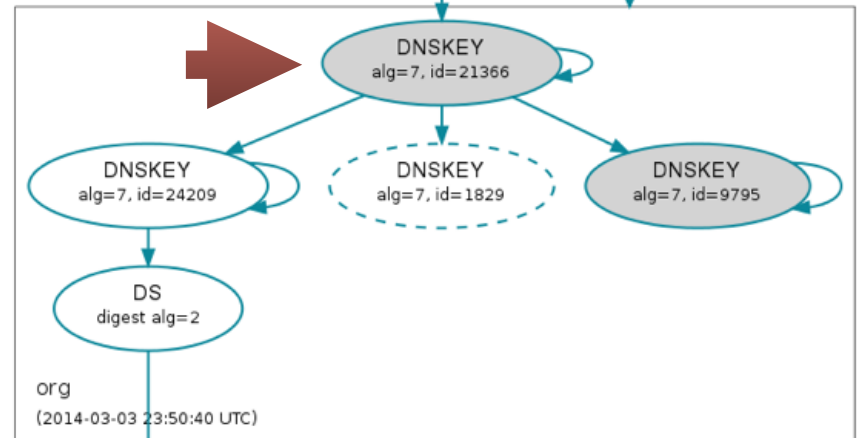 DNSKEY
alg=7, id=21366
DNSKEY
alg=7, id=24209
DNSKEY
alg=7, id=1829
DNSKEY
alg=7, id=9795
DS
digest alg=2
org
(2014-03-03 23:50:40 UTC)